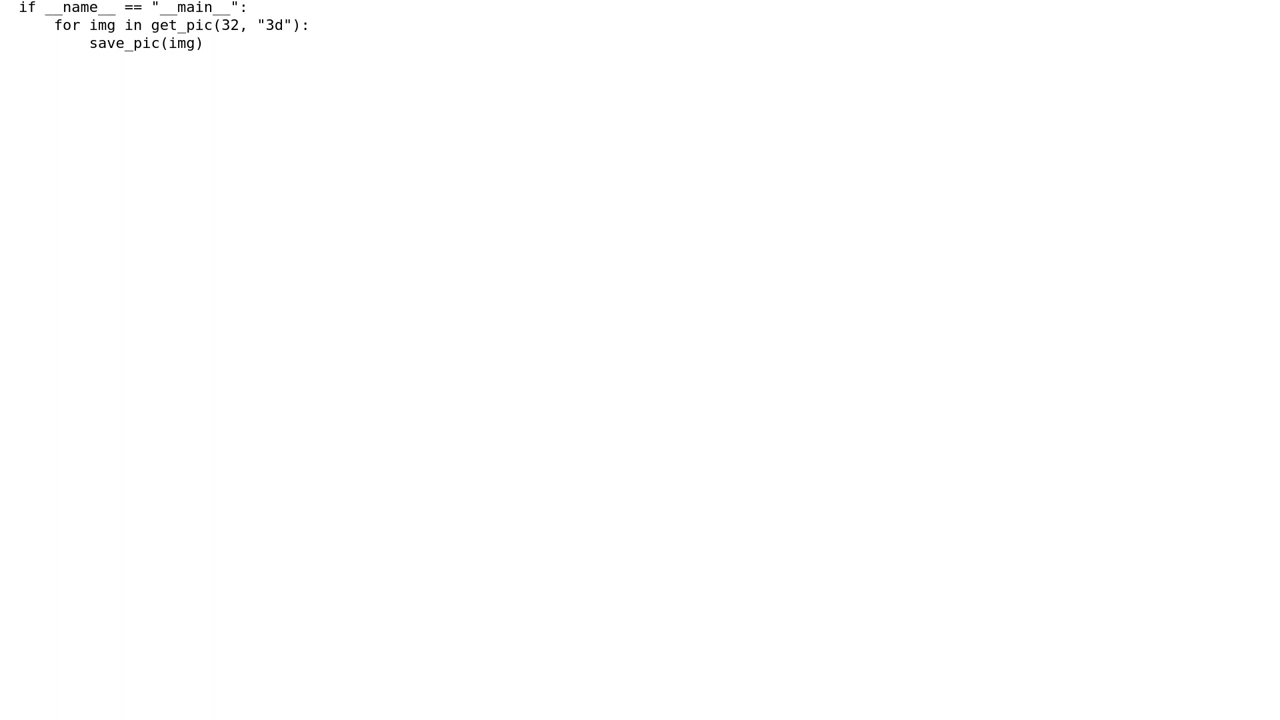 if __name__ == "__main__":
    for img in get_pic(32, "3d"):
        save_pic(img)